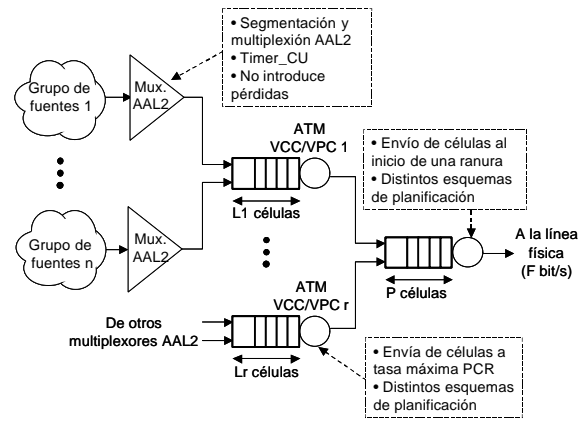 • Segmentación y
multiplexión AAL2
• Timer_CU
• No introduce
pérdidas
Grupo de
fuentes 1
Mux.
AAL2
ATM
VCC/VPC 1
L1 células
• Envío de células al
inicio de una ranura
• Distintos esquemas
de planificación
Grupo de
fuentes n
Mux.
AAL2
A la línea
física
(F bit/s)
P células
ATM
VCC/VPC r
De otros
multiplexores AAL2
Lr células
• Envía de células a
tasa máxima PCR
• Distintos esquemas
de planificación